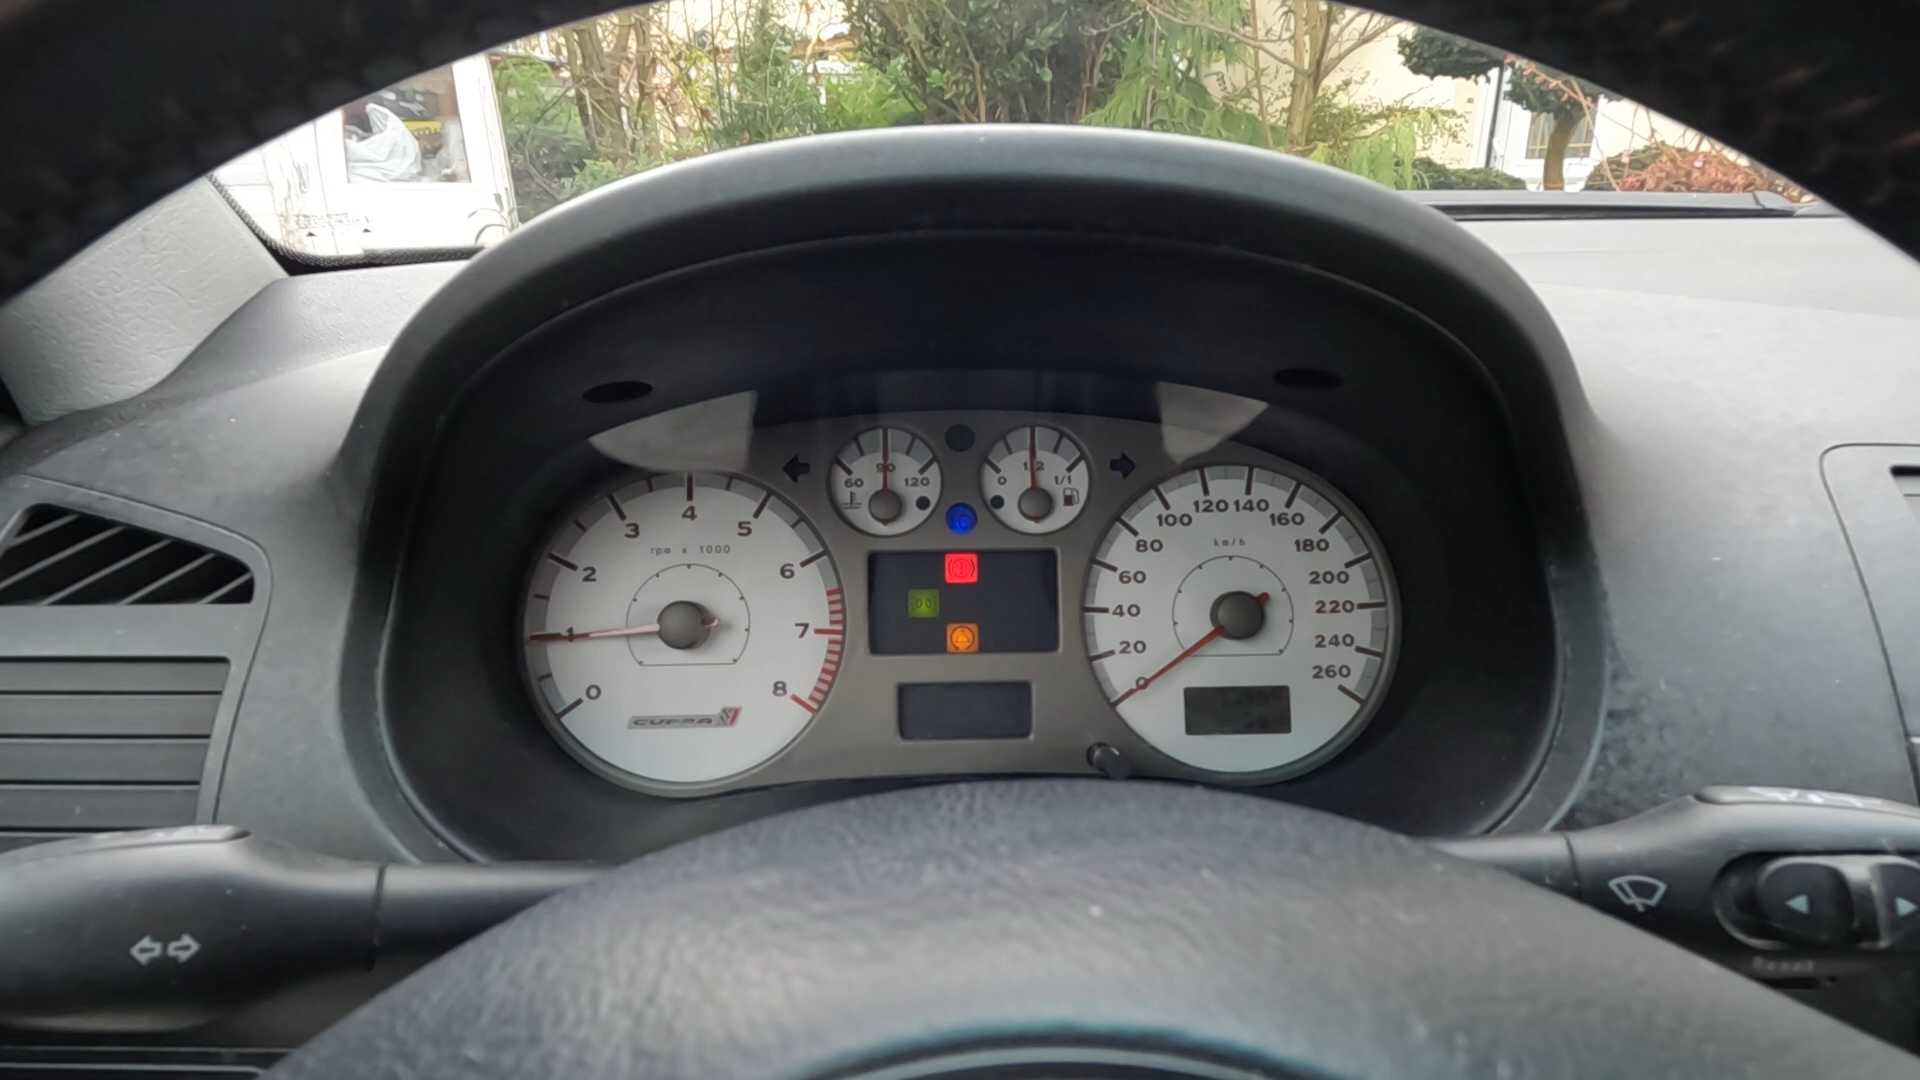 60 90 120
0 1/2 1/1
0 1 2 3 4 5 6 7 8
rpm x 1000
CUPRA
0 20 40 60 80 100 120 140 160 180 200 220 240 260
km/h
Reset